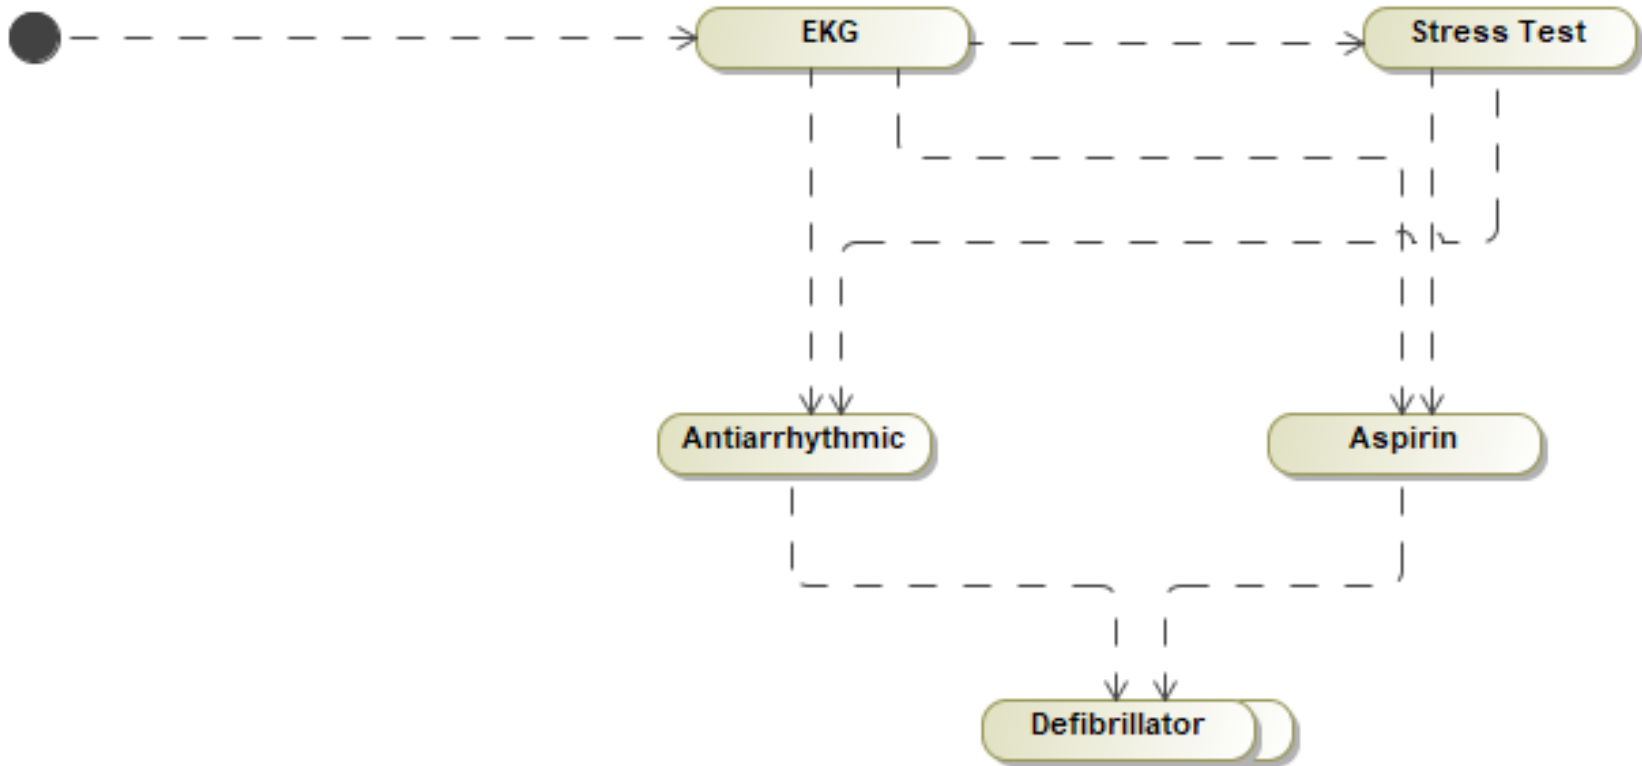 EKG
Stress Test
Antiarrhythmic
Aspirin
Defibrillator